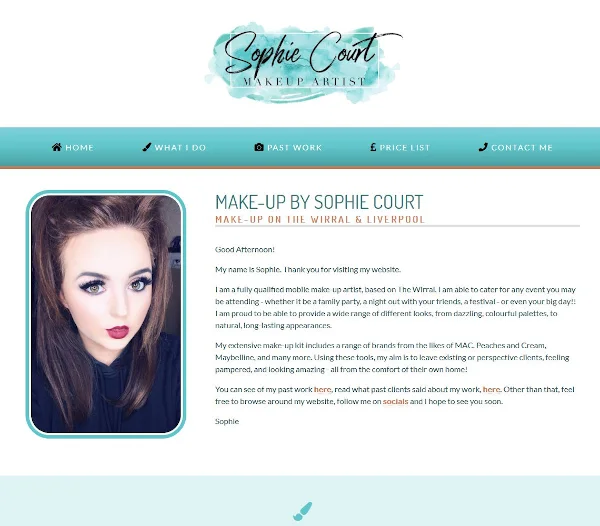 Sophie Court
MAKEUP ARTIST
HOME
WHAT I DO
PAST WORK
PRICE LIST
CONTACT ME
MAKE-UP BY SOPHIE COURT
MAKE-UP ON THE WIRRAL & LIVERPOOL
Good Afternoon!
My name is Sophie. Thank you for visiting my website.
I am a fully qualified mobile make-up artist, based on The Wirral. I am able to cater for any event you may
be attending - whether it be a family party, a night out with your friends, a festival - or even your big day!!
I am proud to be able to provide a wide range of different looks, from dazzling, colourful palettes, to
natural, long-lasting appearances.
My extensive make-up kit includes a range of brands from the likes of MAC, Peaches and Cream,
Maybelline, and many more. Using these tools, my aim is to leave existing or perspective clients, feeling
pampered, and looking amazing - all from the comfort of their own home!
You can see of my past work here, read what past clients said about my work, here. Other than that, feel
free to browse around my website, follow me on socials and I hope to see you soon.
Sophie